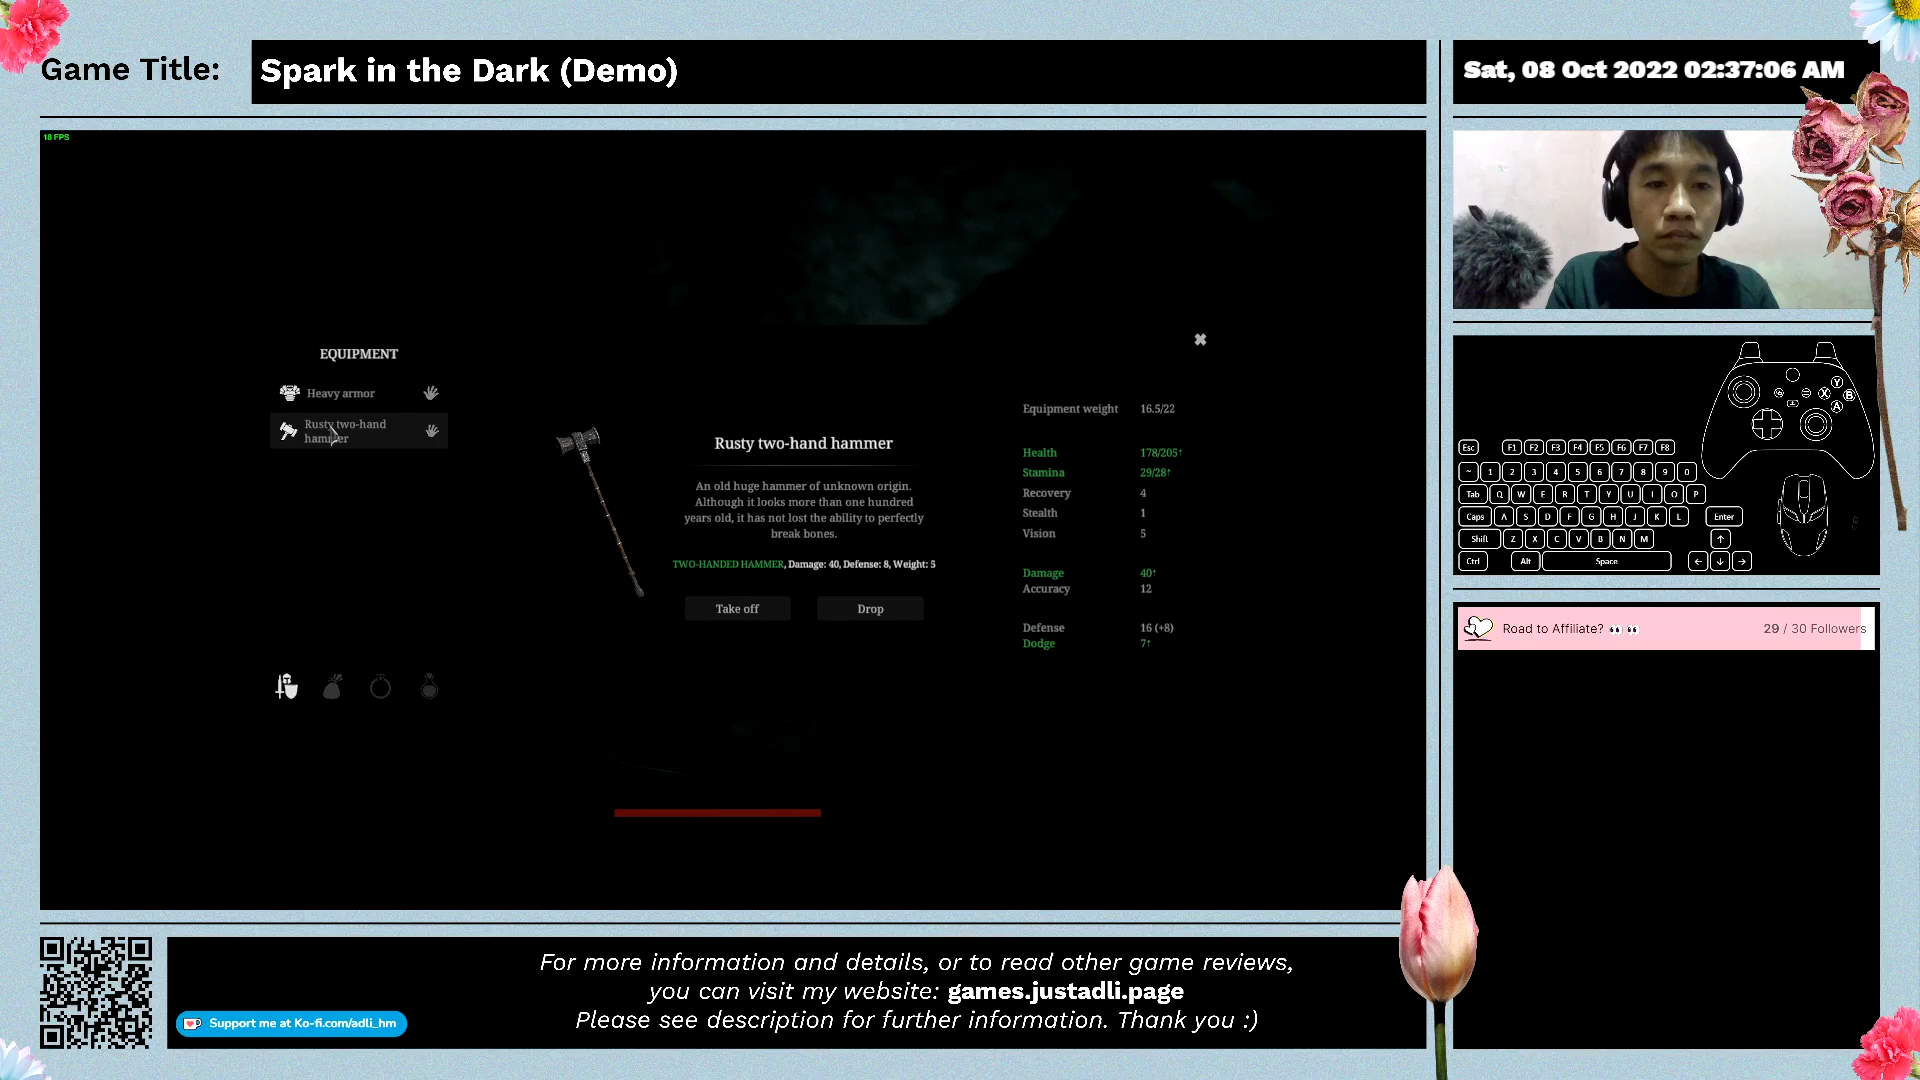 Game Title:
Spark in the Dark (Demo)
Sat, 08 Oct 2022 02:37:06 AM
18 FPS
EQUIPMENT
Heavy armor
Rusty two-hand
hammer
Rusty two-hand hammer
An old huge hammer of unknown origin.
Although it looks more than one hundred
years old, it has not lost the ability to perfectly
break bones.
TWO-HANDED HAMMER, Damage: 40, Defense: 8, Weight: 5
Take off
Drop
Equipment weight 16.5/22
Health 178/205↑
Stamina 29/28↑
Recovery 4
Stealth 1
Vision 5
Damage 40↑
Accuracy 12
Defense 16 (+8)
Dodge 7↑
Y
X B
A
Esc F1 F2 F3 F4 F5 F6 F7 F8
~ 1 2 3 4 5 6 7 8 9 0
Tab Q W E R T Y U I O P
Caps A S D F G H J K L Enter
Shift Z X C V B N M ↑
Ctrl Alt Space ← ↓ →
Road to Affiliate? 👀 👀 29 / 30 Followers
For more information and details, or to read other game reviews,
you can visit my website: games.justadli.page
Please see description for further information. Thank you :)
Support me at Ko-fi.com/adli_hm